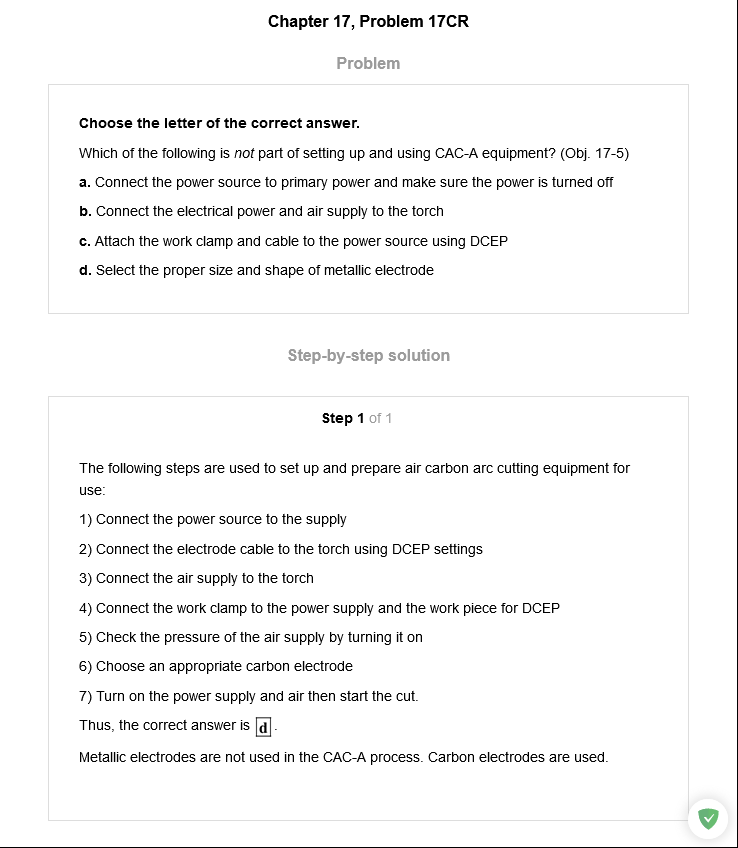 Chapter 17, Problem 17CR
Problem
Choose the letter of the correct answer.
Which of the following is not part of setting up and using CAC-A equipment? (Obj. 17-5)
a. Connect the power source to primary power and make sure the power is turned off
b. Connect the electrical power and air supply to the torch
c. Attach the work clamp and cable to the power source using DCEP
d. Select the proper size and shape of metallic electrode
Step-by-step solution
Step 1 of 1
The following steps are used to set up and prepare air carbon arc cutting equipment for
use:
1) Connect the power source to the supply
2) Connect the electrode cable to the torch using DCEP settings
3) Connect the air supply to the torch
4) Connect the work clamp to the power supply and the work piece for DCEP
5) Check the pressure of the air supply by turning it on
6) Choose an appropriate carbon electrode
7) Turn on the power supply and air then start the cut.
Thus, the correct answer is d.
Metallic electrodes are not used in the CAC-A process. Carbon electrodes are used.